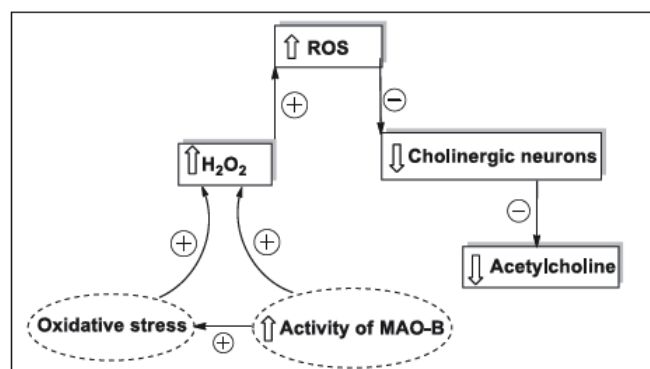 ⇧ ROS
⊕
⊖
⇧ H₂O₂
⇩ Cholinergic neurons
⊕
⊕
⊖
⇩ Acetylcholine
Oxidative stress
⊕
⇧ Activity of MAO-B